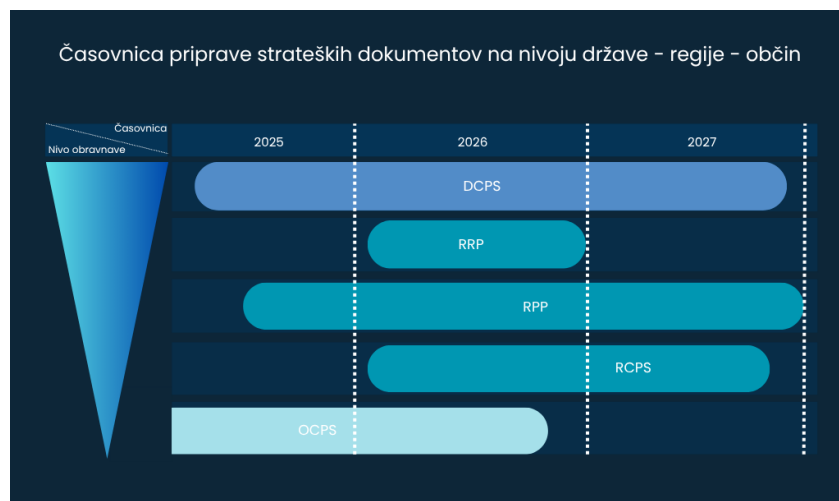 Časovnica priprave strateških dokumentov na nivoju države - regije - občin
Časovnica
Nivo obravnave
2025
2026
2027
DCPS
RRP
RPP
RCPS
OCPS